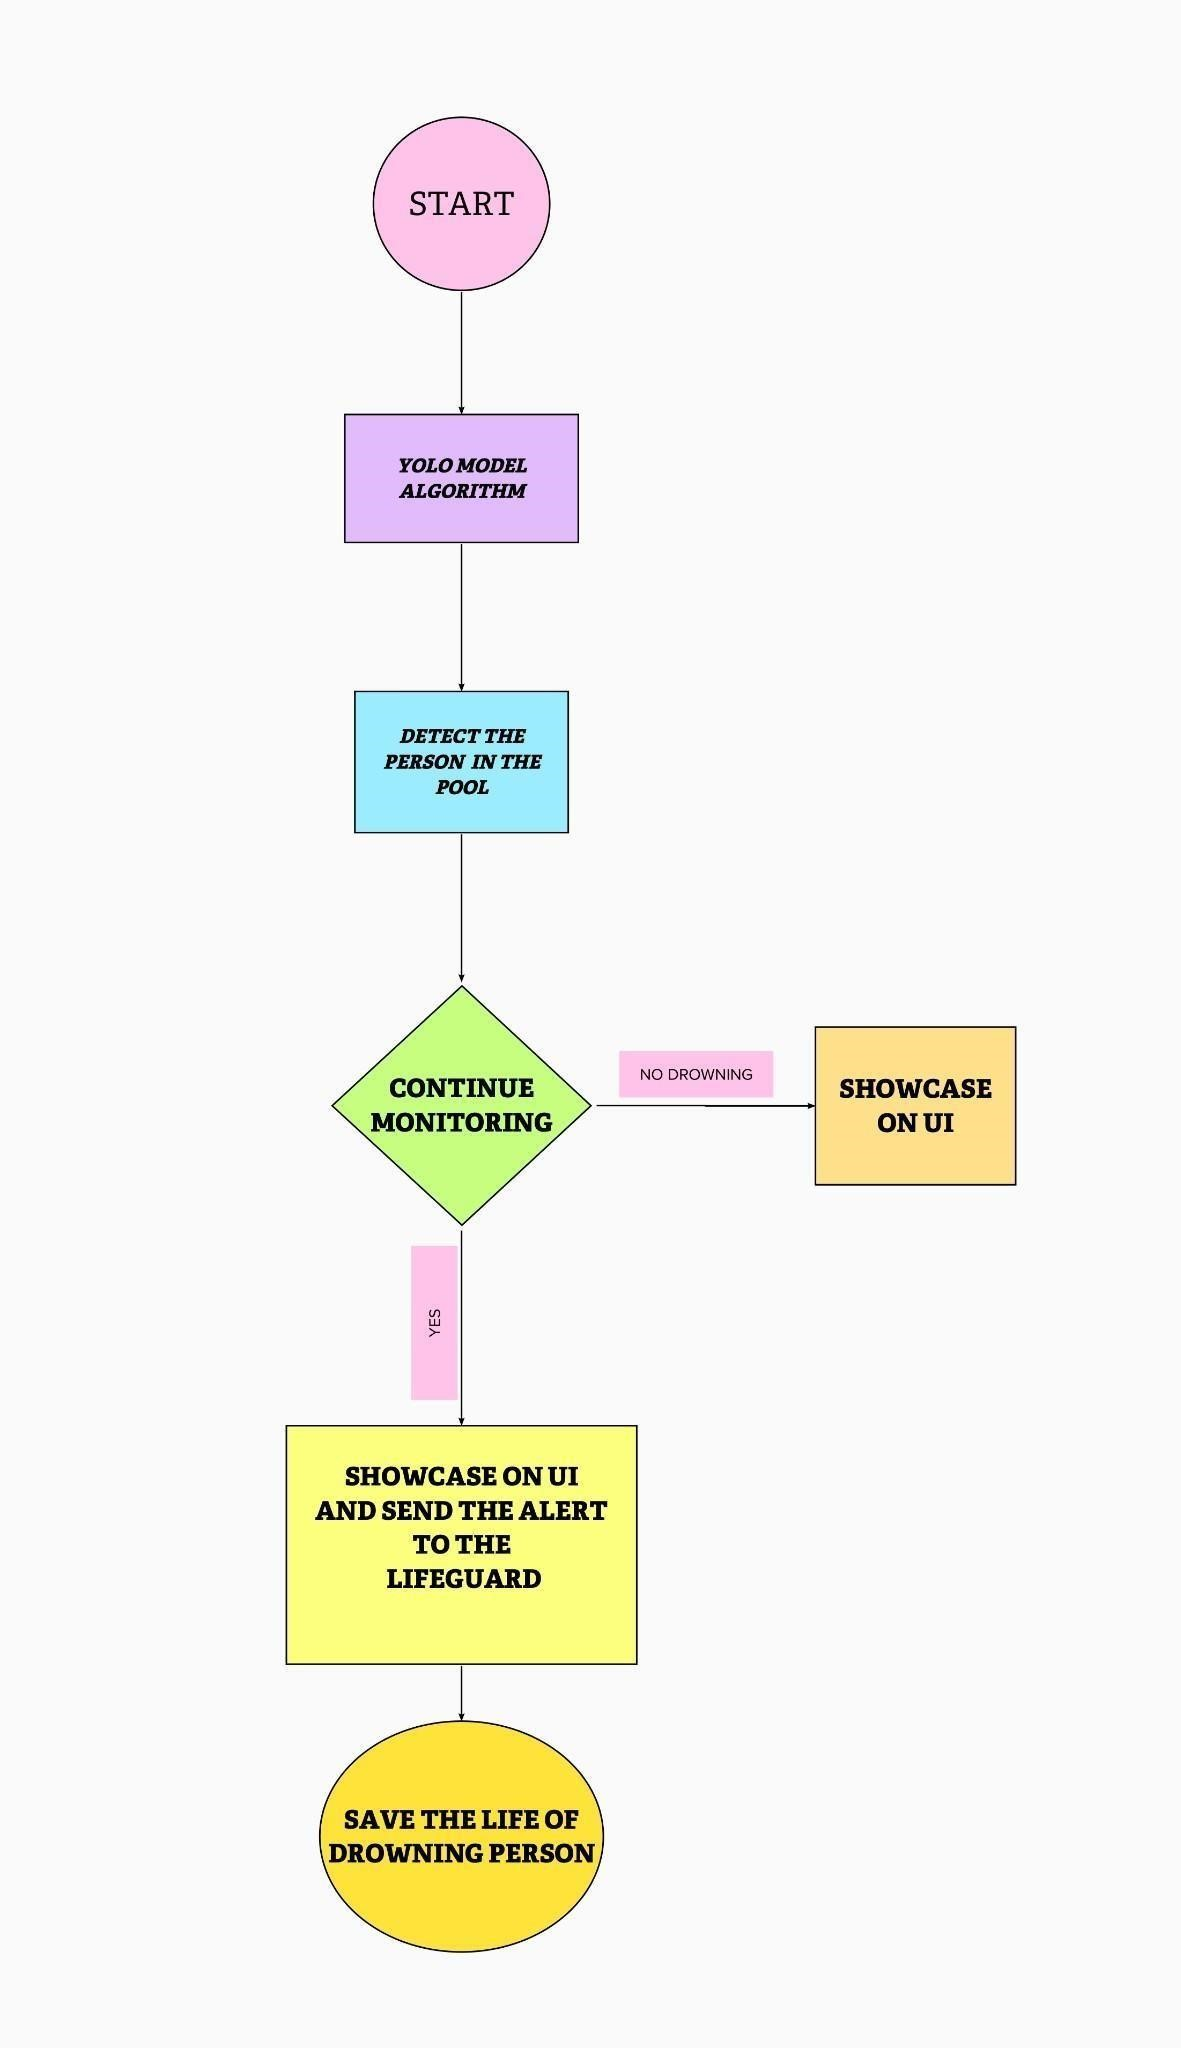 START
YOLO MODEL
ALGORITHM
DETECT THE
PERSON IN THE
POOL
CONTINUE
MONITORING
NO DROWNING
SHOWCASE
ON UI
YES
SHOWCASE ON UI
AND SEND THE ALERT
TO THE
LIFEGUARD
SAVE THE LIFE OF
DROWNING PERSON